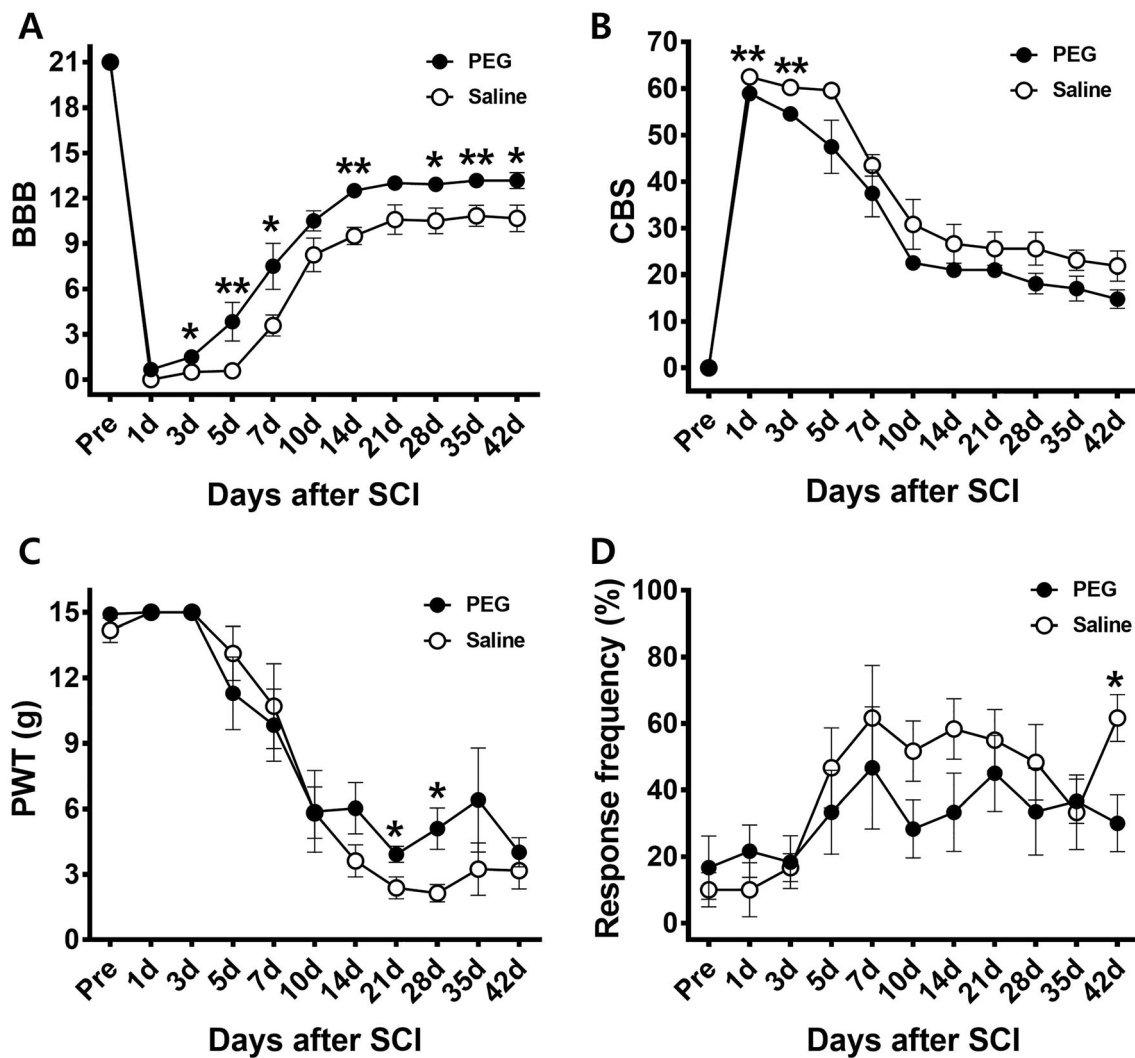 A
BBB
21
18
15
12
9
6
3
0
PEG
Saline
*
**
*
**
*
**
*
Pre
1d
3d
5d
7d
10d
14d
21d
28d
35d
42d
Days after SCI
B
CBS
70
60
50
40
30
20
10
0
PEG
Saline
**
**
Pre
1d
3d
5d
7d
10d
14d
21d
28d
35d
42d
Days after SCI
C
PWT (g)
15
12
9
6
3
0
PEG
Saline
*
*
Pre
1d
3d
5d
7d
10d
14d
21d
28d
35d
42d
Days after SCI
D
Response frequency (%)
100
80
60
40
20
0
PEG
Saline
*
Pre
1d
3d
5d
7d
10d
14d
21d
28d
35d
42d
Days after SCI